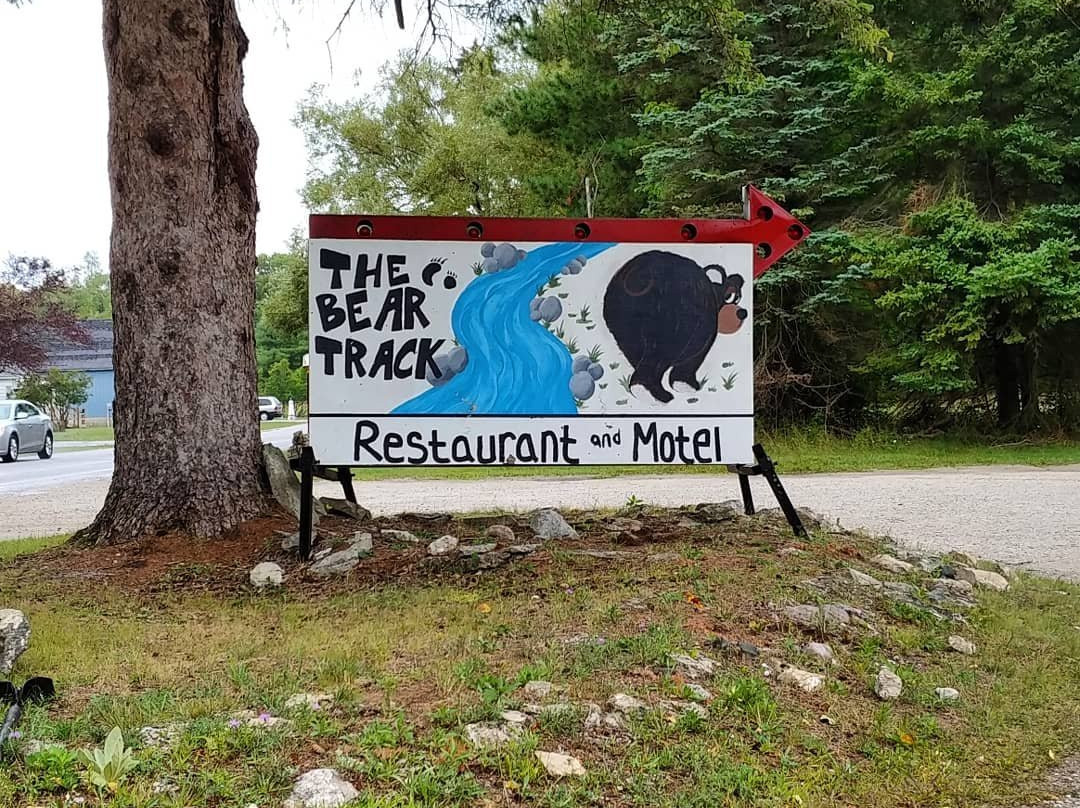 THE
BEAR
TRACK
Restaurant and Motel